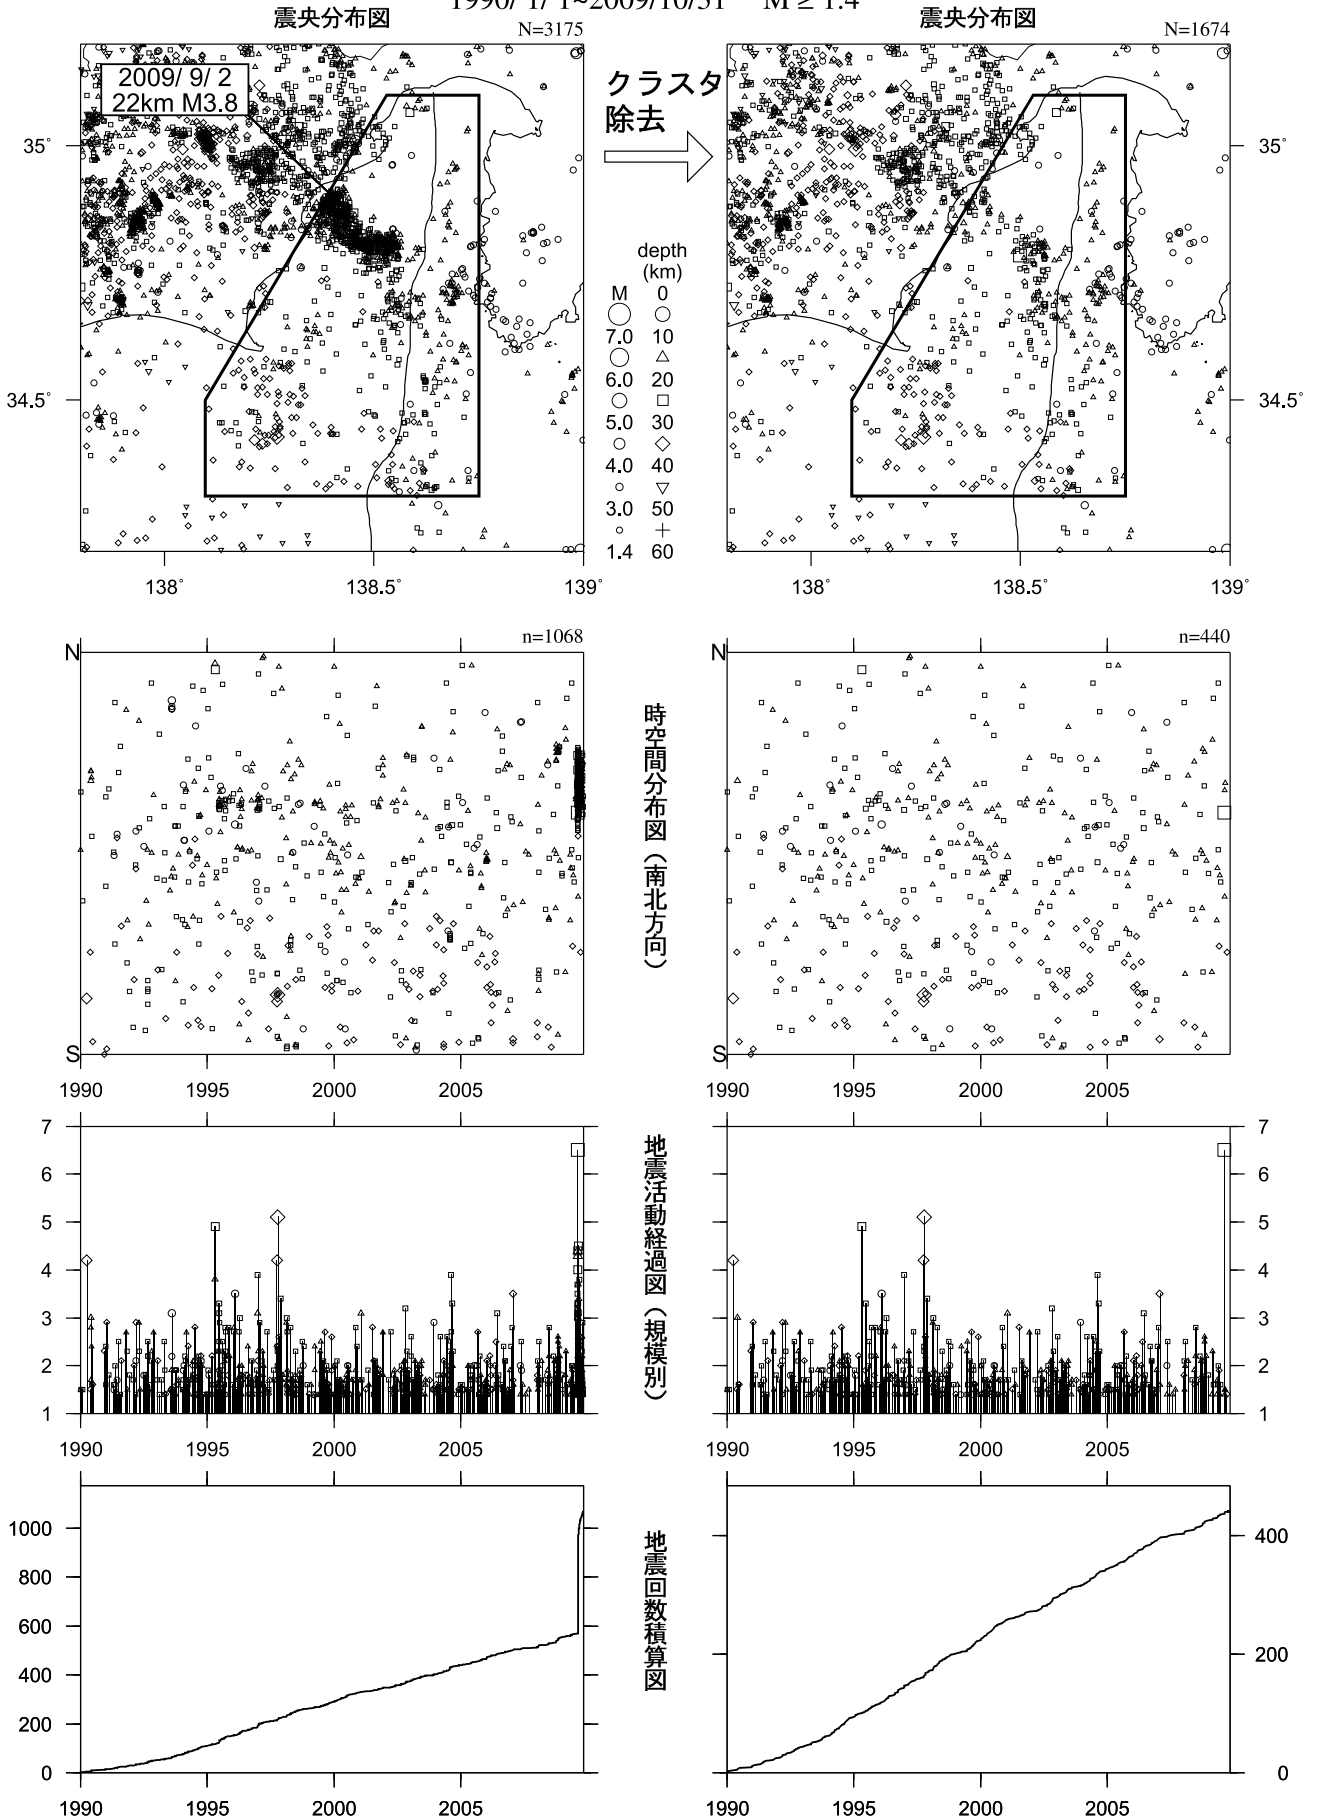 1990/ 1/ 1~2009/10/31 M ≥ 1.4
震央分布図
震央分布図
N=3175
N=1674
2009/ 9/ 2
22km M3.8
クラスタ
除去
35°
34.5°
138°
138.5°
139°
35°
34.5°
138°
138.5°
139°
depth
(km)
M 0
7.0 10
6.0 20
5.0 30
4.0 40
3.0 50
1.4 60
n=1068
n=440
N
S
N
S
時空間分布図（南北方向）
1990 1995 2000 2005
1990 1995 2000 2005
7
6
5
4
3
2
1
7
6
5
4
3
2
1
地震活動経過図（規模別）
1990 1995 2000 2005
1990 1995 2000 2005
1000
800
600
400
200
0
400
200
0
地震回数積算図
1990 1995 2000 2005
1990 1995 2000 2005